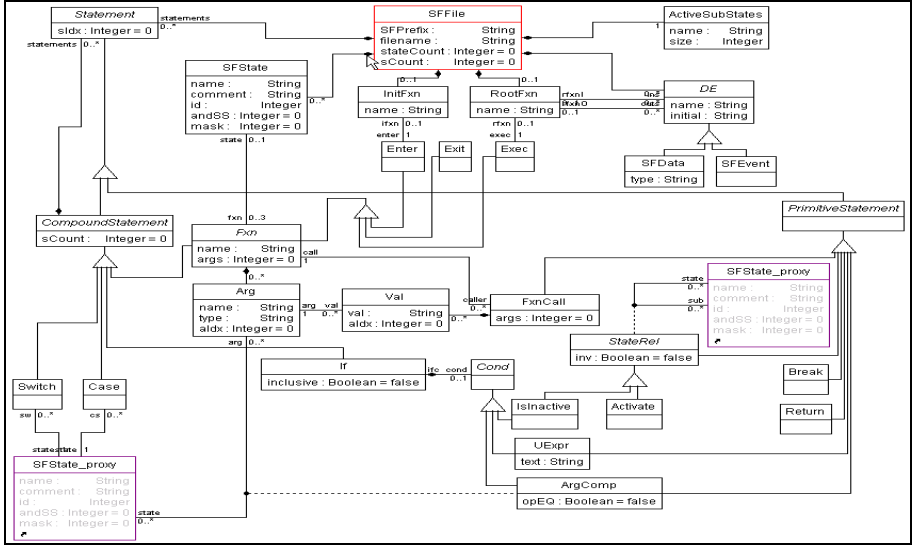 Statement
sIdx : Integer = 0
statements
0..*
statements
0..*
SFFile
SFPrefix : String
filename : String
stateCount : Integer = 0
sCount : Integer = 0
ActiveSubStates
name : String
size : Integer
1
SFState
name : String
comment : String
id : Integer
andSS : Integer = 0
mask : Integer = 0
0..*
state 0..1
0..1
InitFxn
name : String
ifxn 0..1
enter 1
0..1
RootFxn
name : String
rfxn 0..1
exec 1
0..*
DE
name : String
initial : String
0..1
0..*
Enter
Exit
Exec
SFData
type : String
SFEvent
CompoundStatement
sCount : Integer = 0
fxn 0..3
Fxn
name : String
args : Integer = 0
call
1
0..*
PrimitiveStatement
Arg
name : String
type : String
aIdx : Integer = 0
arg val
1 0..*
Val
val : String
aIdx : Integer = 0
caller
0..*
0..*
FxnCall
args : Integer = 0
state
0..*
sub
0..*
SFState_proxy
name : String
comment : String
id : Integer
andSS : Integer = 0
mask : Integer = 0
arg 0..*
StateRel
inv : Boolean = false
If
inclusive : Boolean = false
ifc cond
0..1
Cond
Break
Switch
Case
IsInactive
Activate
Return
sw 0..*
cs 0..*
UExpr
text : String
1
SFState_proxy
name : String
comment : String
id : Integer
andSS : Integer = 0
mask : Integer = 0
state
0..*
ArgComp
opEQ : Boolean = false